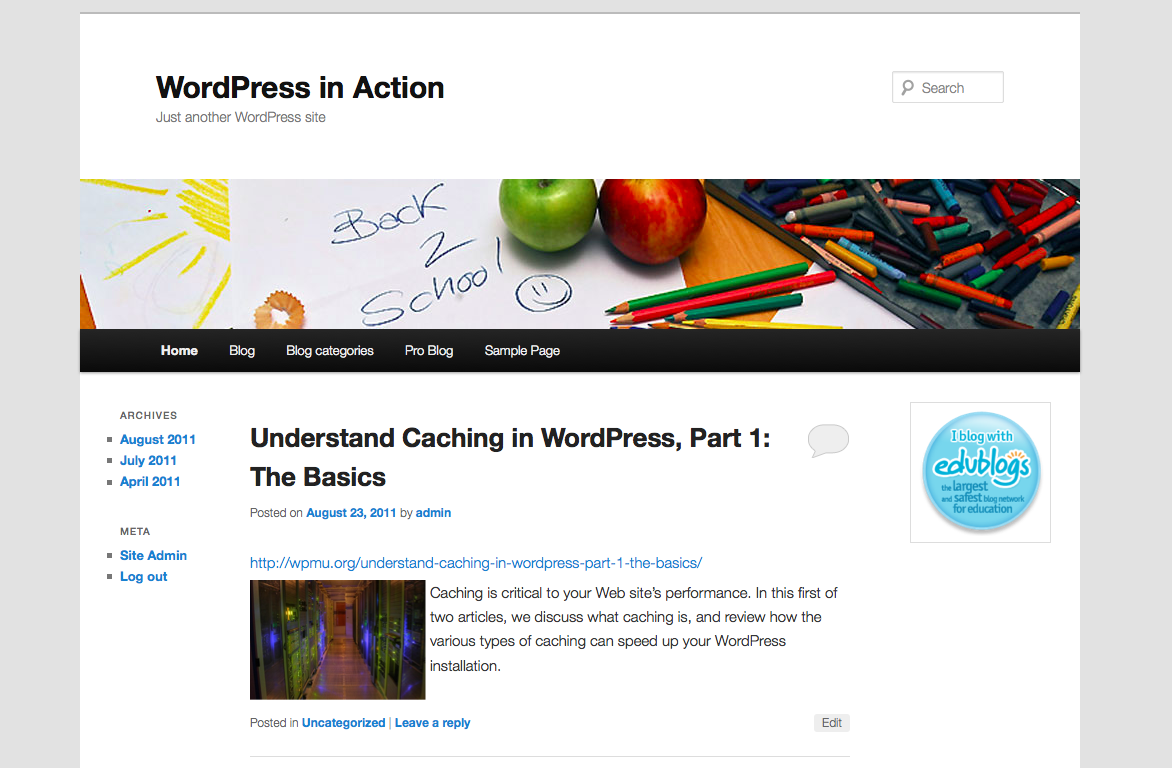 WordPress in Action
Just another WordPress site
Search
Back
2
School
Home Blog Blog categories Pro Blog Sample Page
ARCHIVES
August 2011
July 2011
April 2011
META
Site Admin
Log out
Understand Caching in WordPress, Part 1:
The Basics
Posted on August 23, 2011 by admin
http://wpmu.org/understand-caching-in-wordpress-part-1-the-basics/
Caching is critical to your Web site's performance. In this first of
two articles, we discuss what caching is, and review how the
various types of caching can speed up your WordPress
installation.
Posted in Uncategorized | Leave a reply
Edit
I blog with
edublogs
the largest
and safest blog network
for education